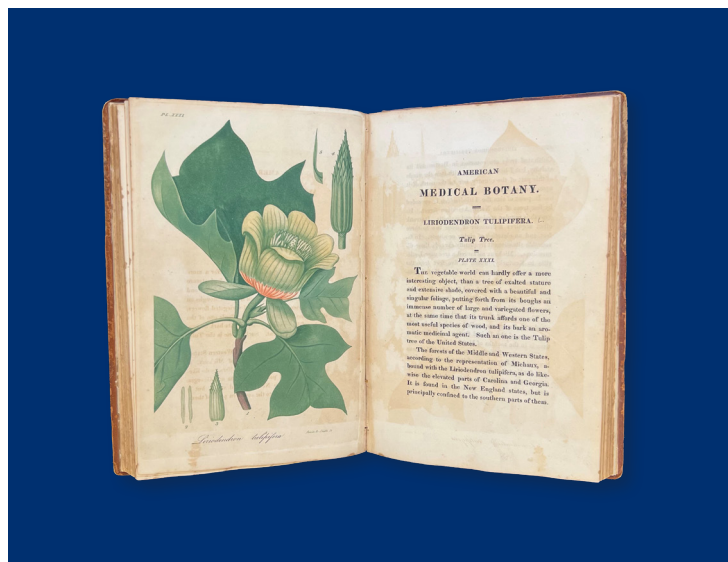 Pl. XXXI
Liriodendron tulipifera
AMERICAN
MEDICAL BOTANY.
LIRIODENDRON TULIPIFERA.
Tulip Tree.
PLATE XXXI.
The vegetable world can hardly offer a more
interesting object, than a tree of exalted stature
and extensive shade, covered with a beautiful and
singular foliage, putting forth from its boughs an
immense number of large and variegated flowers,
at the same time that its trunk affords one of the
most useful species of wood, and its bark an aro-
matic medicinal agent. Such an one is the Tulip
tree of the United States.
The forests of the Middle and Western States,
according to the representation of Michaux, a-
bound with the Liriodendron tulipifera, as do like-
wise the elevated parts of Carolina and Georgia.
It is found in the New England states, but is
principally confined to the southern parts of them.